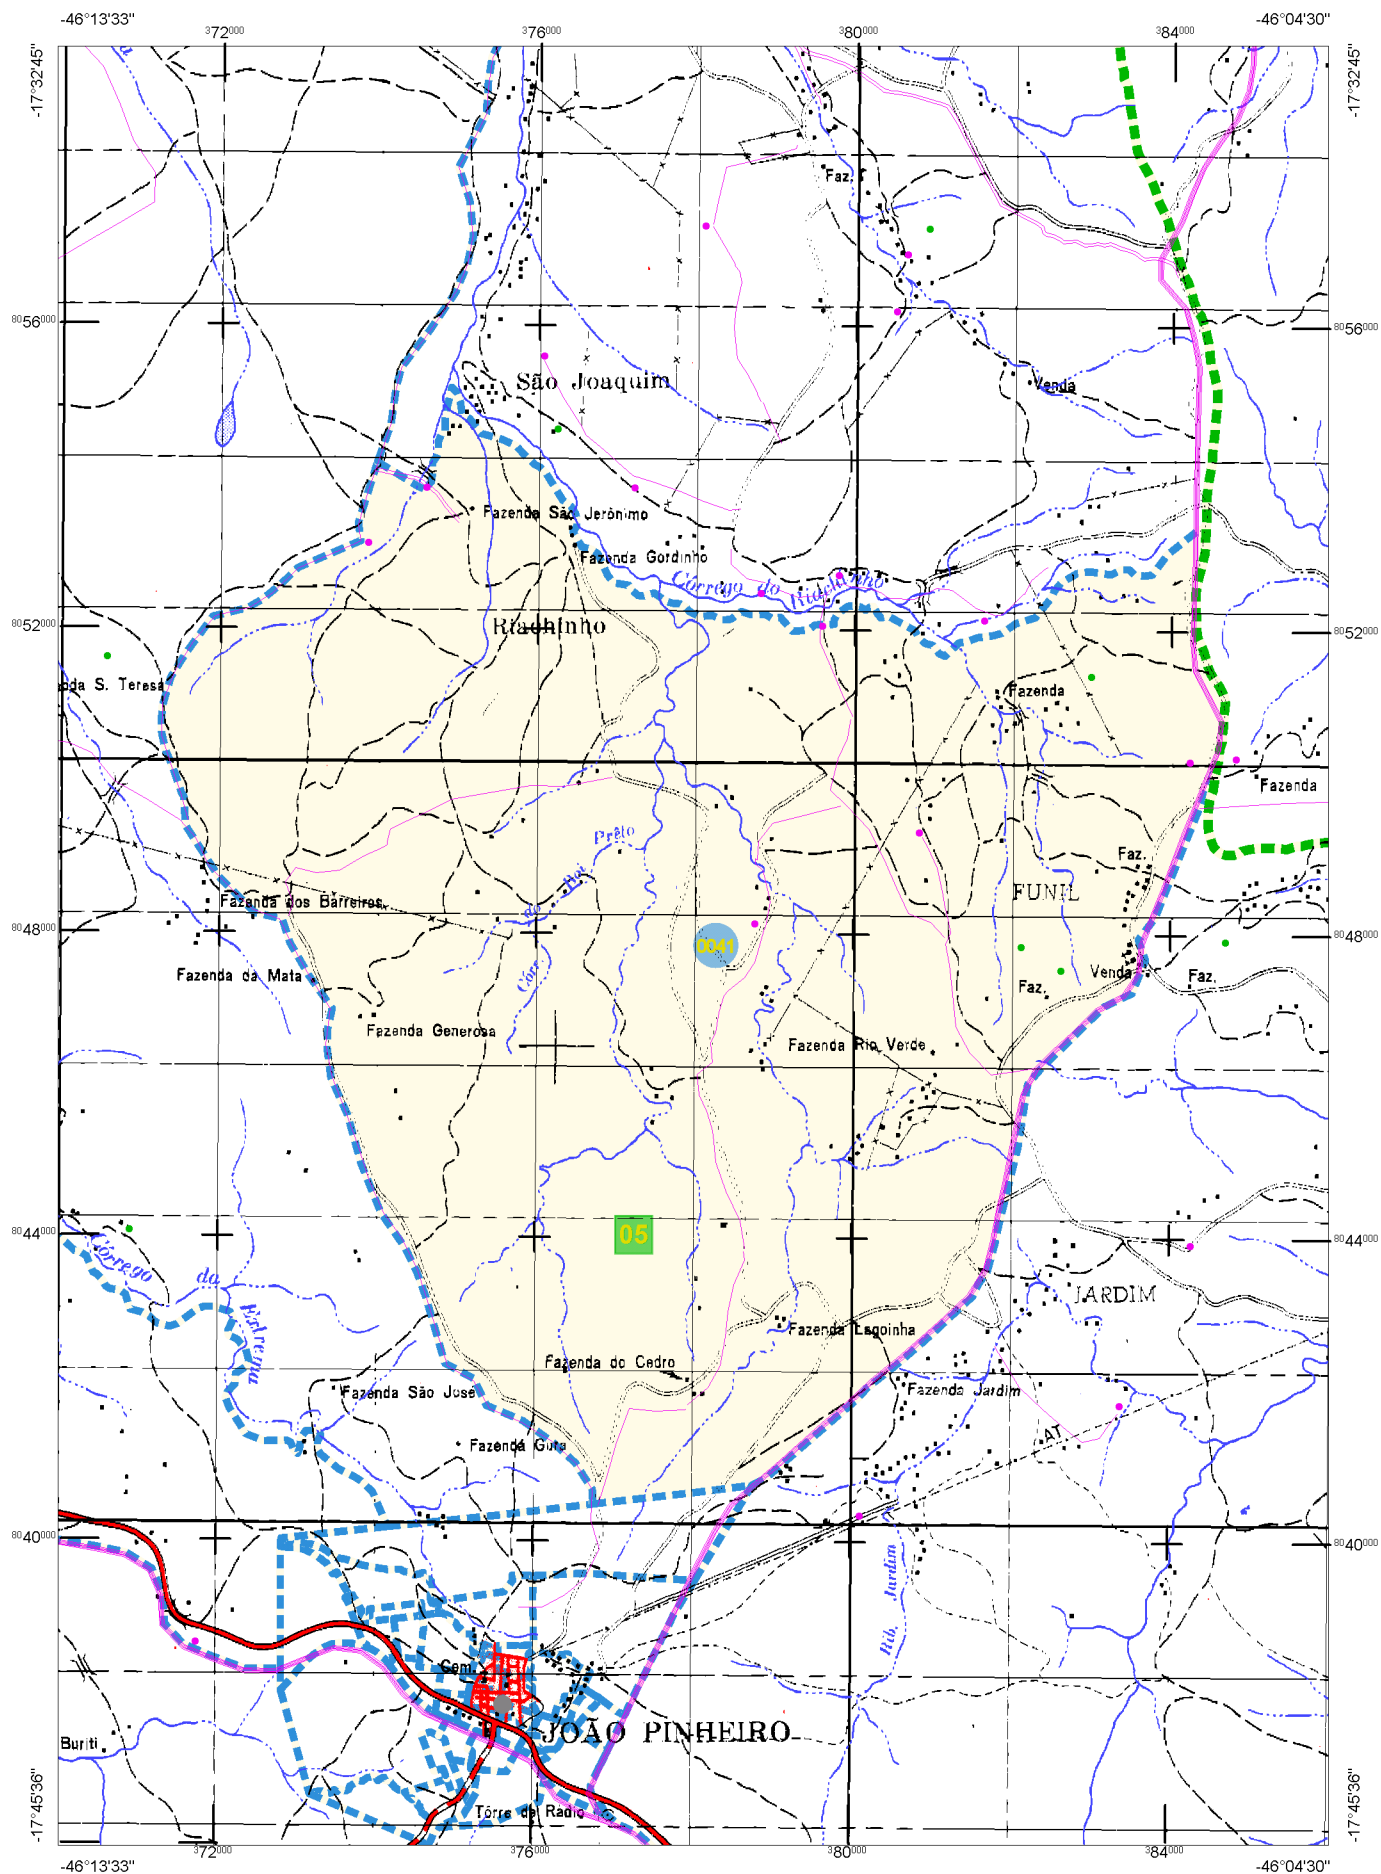 -46°13'33"
-46°04'30"
372000
376000
380000
384000
-17°32'45"
-17°32'45"
Faz.
8056000
8056000
São Joaquim
Venda
Fazenda São Jerônimo
Fazenda Gordinho
Córrego do Riachinho
8052000
Riachinho
8052000
oda S. Teresa
Fazenda
Fazenda
Côrr. do Boi Prêto
Faz.
FUNIL
Fazenda dos Barreiros
8048000
0041
8048000
Fazenda da Mata
Venda
Faz.
Faz.
Fazenda Generosa
Fazenda Rio Verde
8044000
05
8044000
Córrego da Extrema
JARDIM
Fazenda Lagoinha
Fazenda do Cedro
Fazenda São José
Fazenda Jardim
AT
Fazenda Gura
8040000
8040000
Rib. Jardim
Cem.
JOÃO PINHEIRO
Buriti
Tôrre de Rádio
-17°45'36"
-17°45'36"
372000
376000
380000
384000
-46°13'33"
-46°04'30"